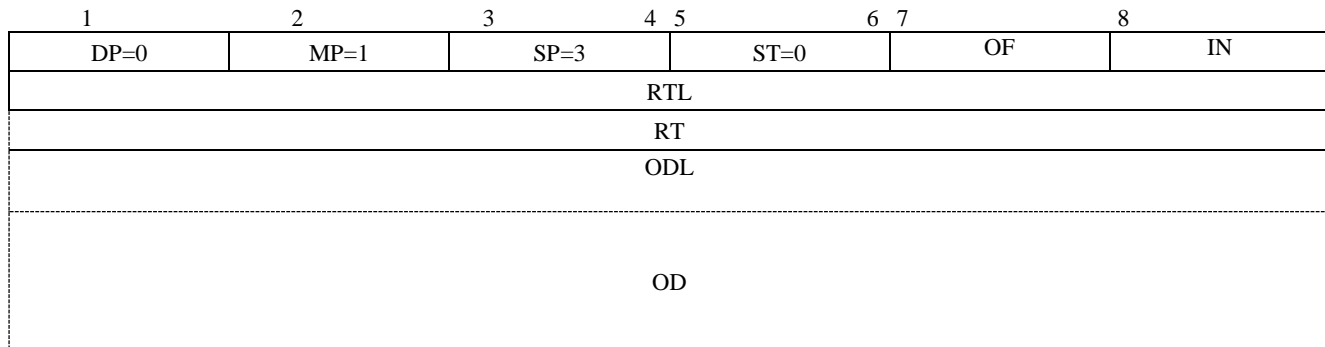 1 2 3 4 5 6 7 8
DP=0 MP=1 SP=3 ST=0 OF IN
RTL
RT
ODL
OD